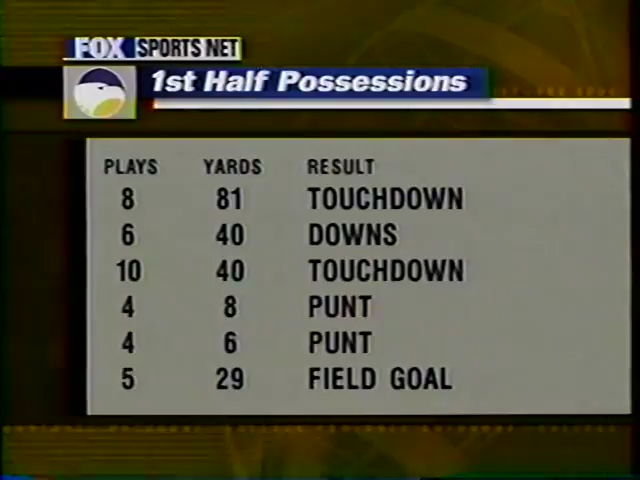 FOX SPORTS NET
1st Half Possessions
PLAYS YARDS RESULT
8 81 TOUCHDOWN
6 40 DOWNS
10 40 TOUCHDOWN
4 8 PUNT
4 6 PUNT
5 29 FIELD GOAL